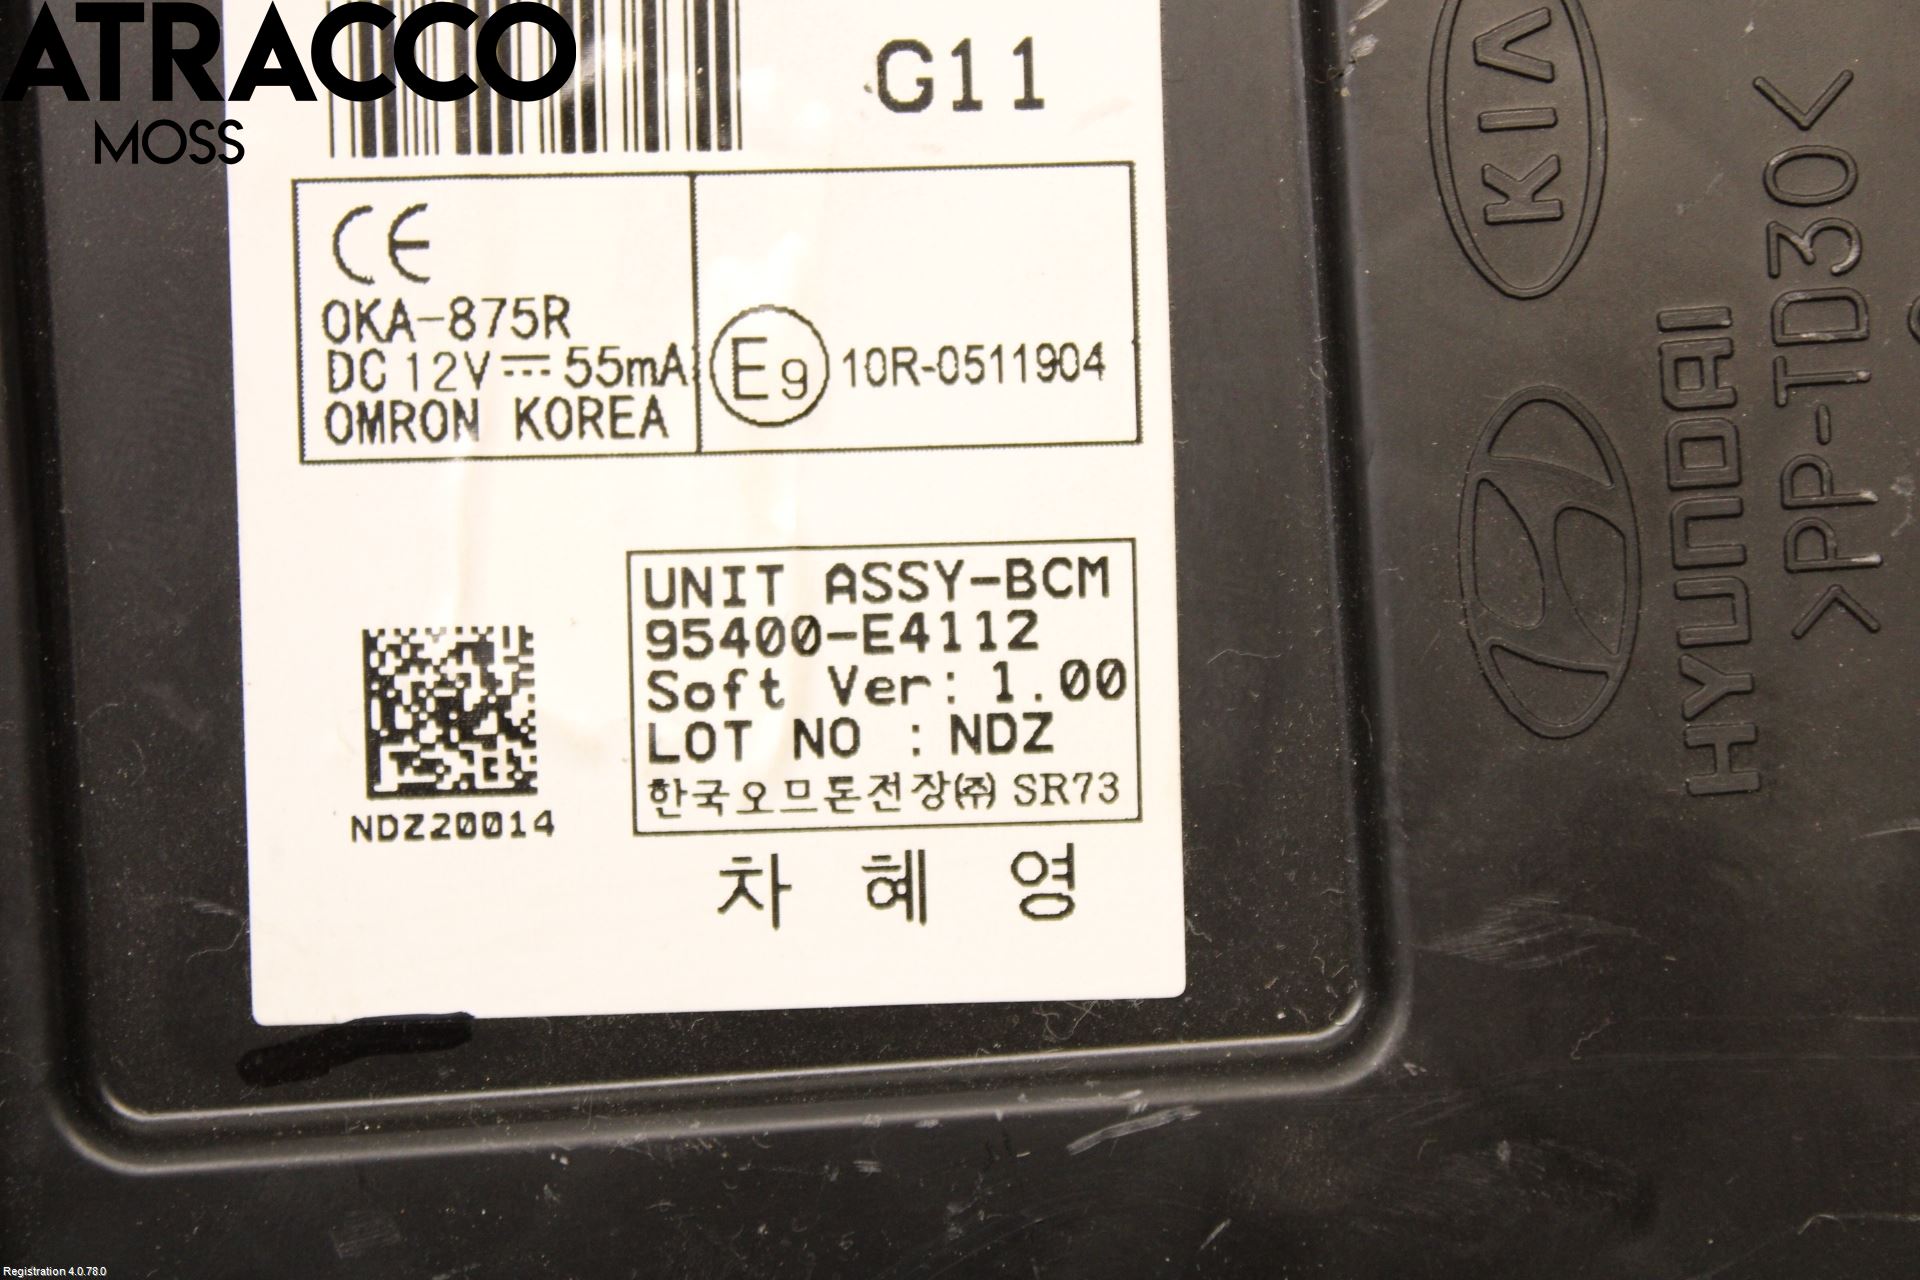 ATRACCO
MOSS
G11
CE
OKA-875R
DC 12V ⎓ 55mA
OMRON KOREA
E9 10R-0511904
UNIT ASSY-BCM
95400-E4112
Soft Ver: 1.00
LOT NO : NDZ
한국오므론전장㈜ SR73
NDZ20014
차 혜 영
KIA
HYUNDAI
>PP-TD30<
Registration 4.0.78.0